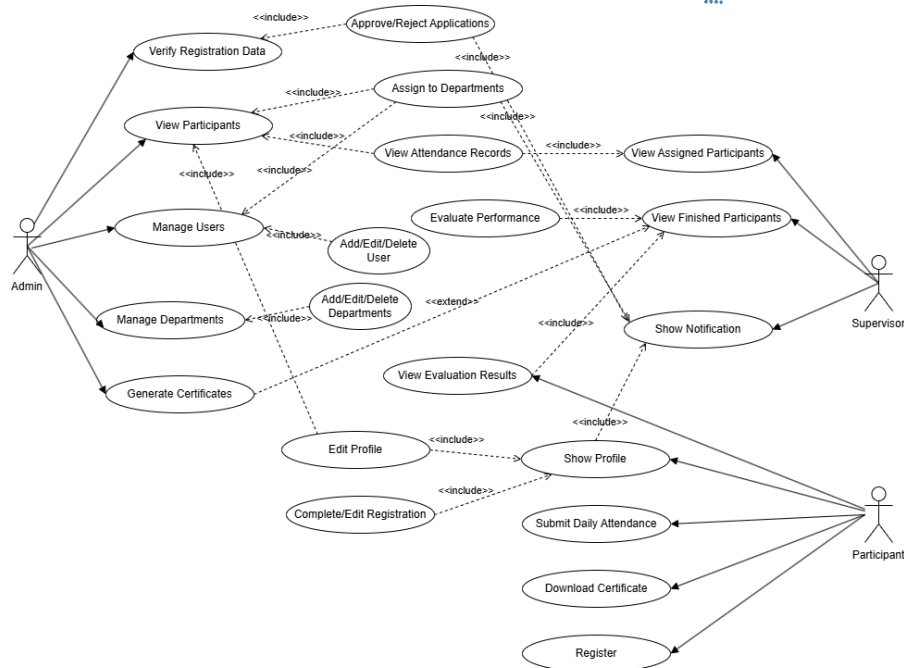 <<include>>
Approve/Reject Applications
Verify Registration Data
<<include>>
<<include>>
Assign to Departments
<<include>>
View Participants
<<include>>
<<include>>
View Attendance Records
<<include>>
View Assigned Participants
<<include>>
<<include>>
Evaluate Performance
<<include>>
View Finished Participants
Manage Users
<<include>>
Add/Edit/Delete
User
Admin
Add/Edit/Delete
Departments
<<extend>>
Manage Departments
<<include>>
<<include>>
Show Notification
Supervisor
View Evaluation Results
Generate Certificates
<<include>>
Edit Profile
<<include>>
Show Profile
<<include>>
Complete/Edit Registration
Submit Daily Attendance
Participant
Download Certificate
Register